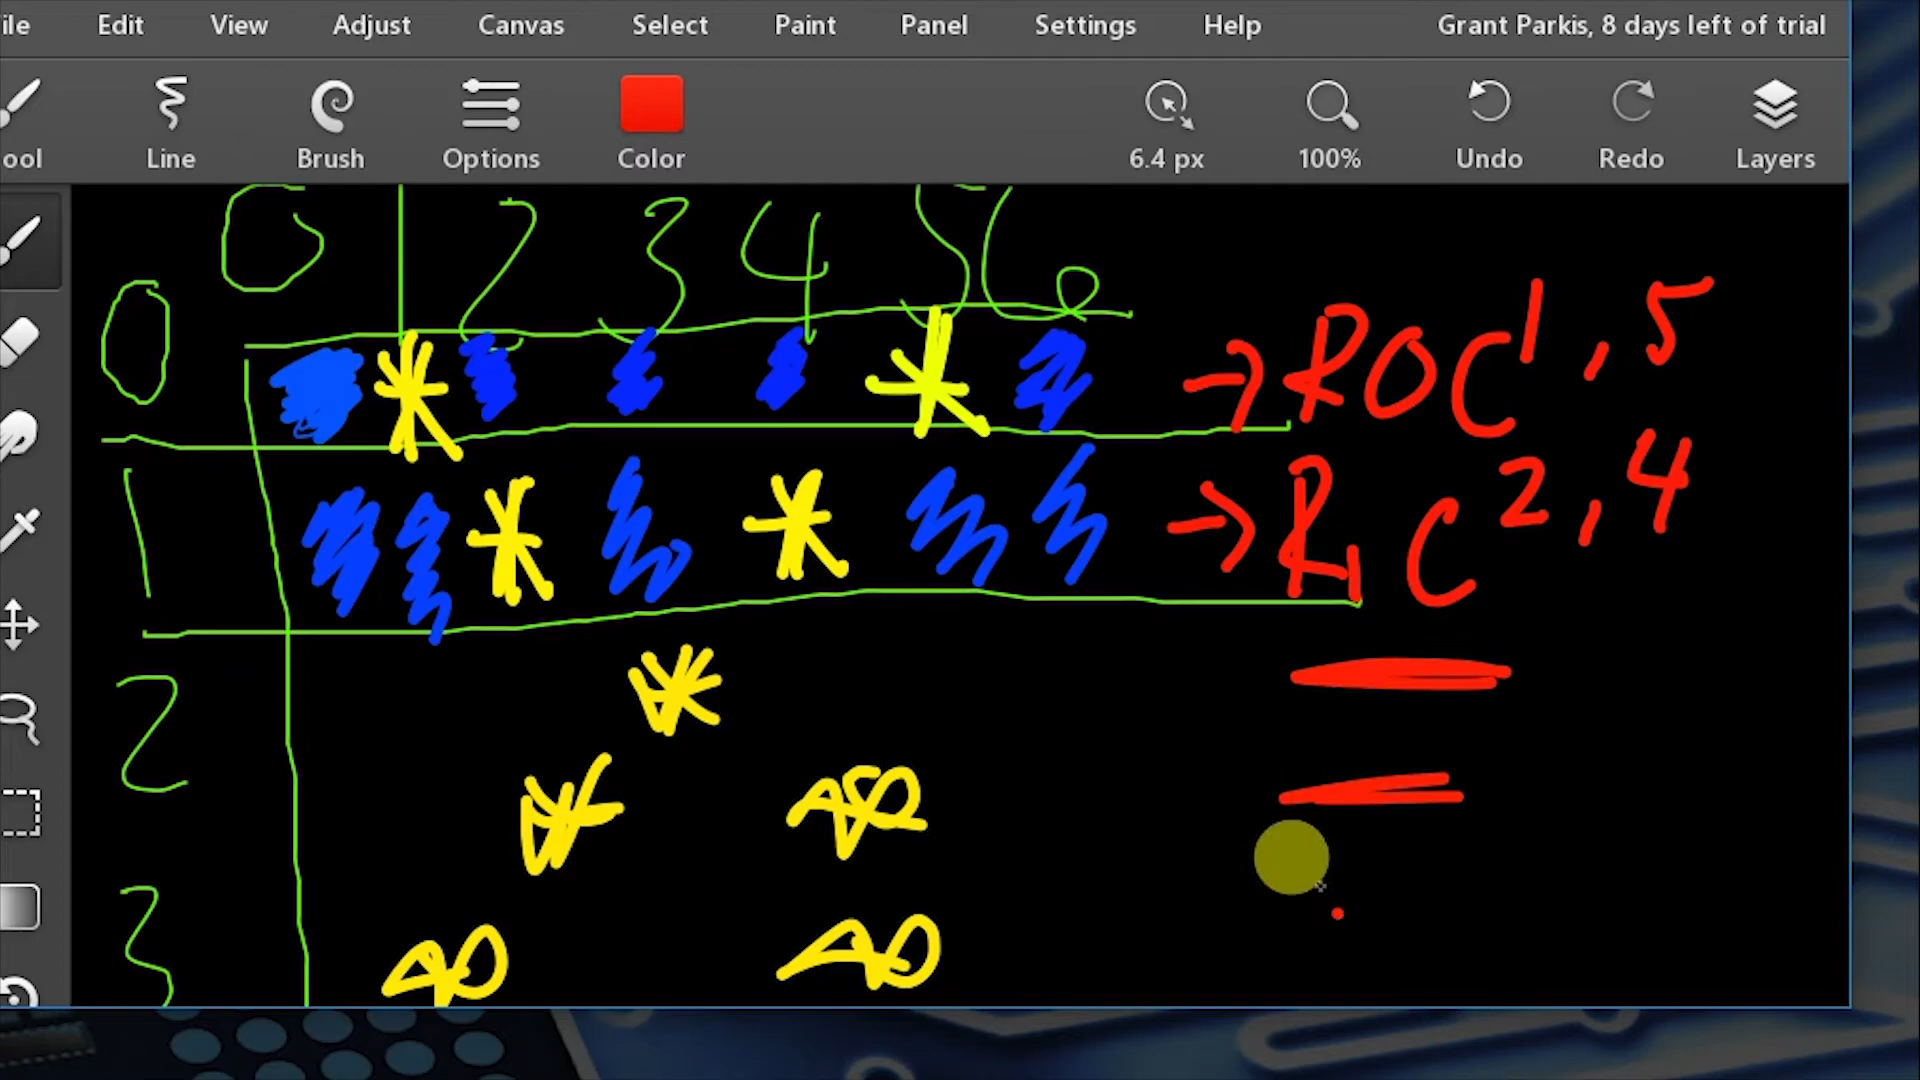 ile Edit View Adjust Canvas Select Paint Panel Settings Help Grant Parkis, 8 days left of trial
ool Line Brush Options Color 6.4 px 100% Undo Redo Layers
0 1 2 3 4 5 6
0 → R0C1,5
1 → R1C2,4
2
3